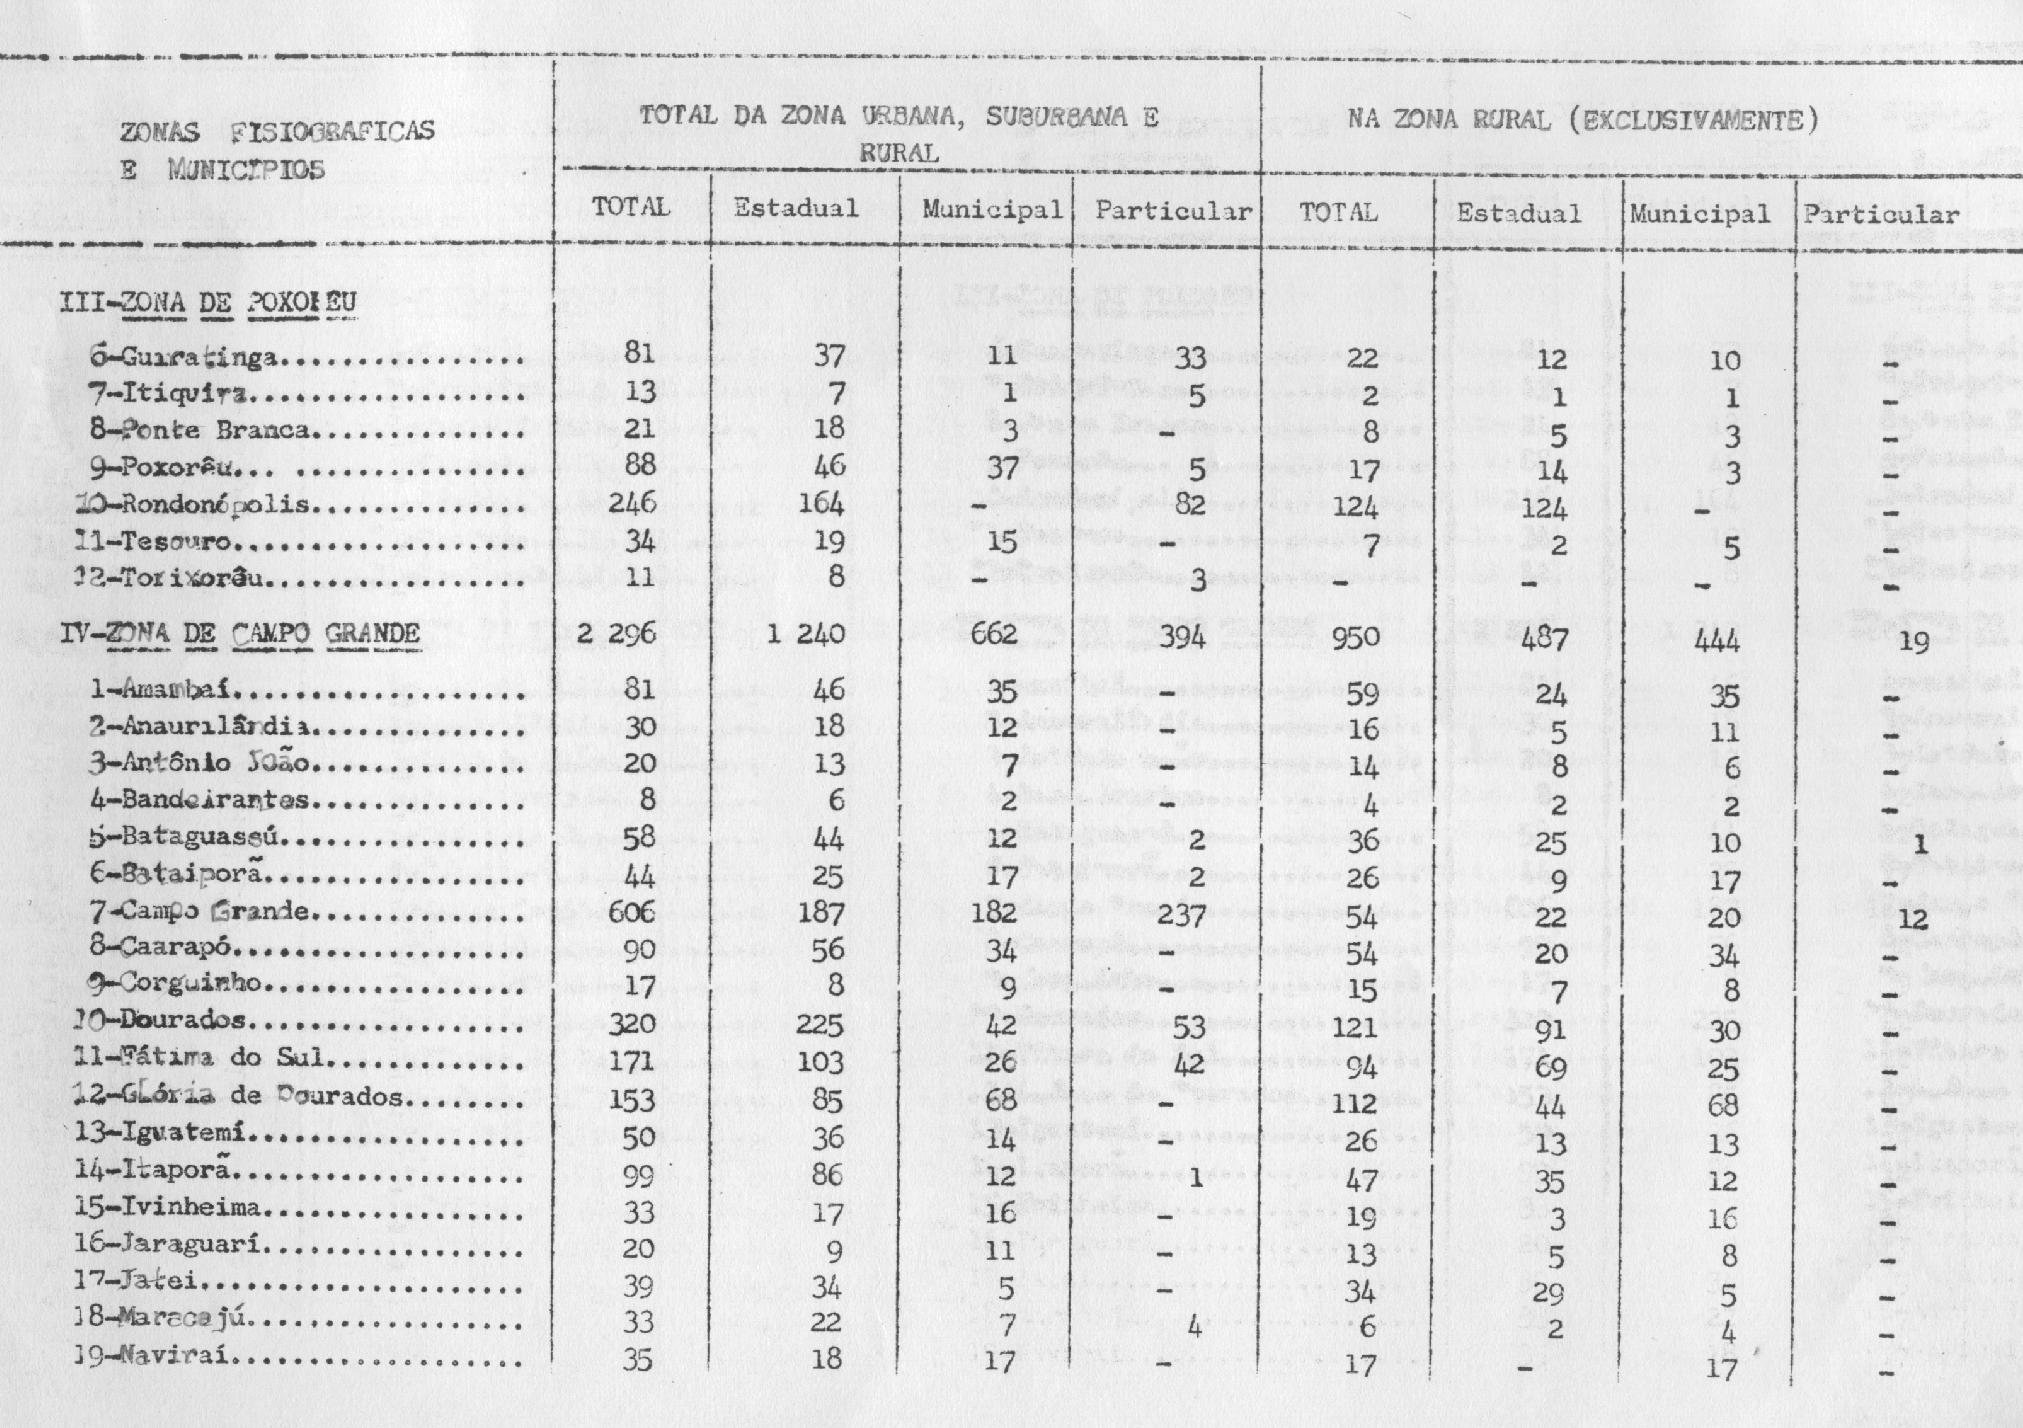 ZONAS FISIOGRAFICAS E MUNICIPIOS
TOTAL DA ZONA URBANA, SUBURBANA E RURAL
NA ZONA RURAL (EXCLUSIVAMENTE)
TOTAL Estadual Municipal Particular TOTAL Estadual Municipal Particular
III-ZONA DE POXOREU
6-Guiratinga.................. 81 37 11 33 22 12 10 -
7-Itiquira.................. 13 7 1 5 2 1 1 -
8-Ponte Branca.............. 21 18 3 - 8 5 3 -
9-Poxorêu... ............... 88 46 37 5 17 14 3 -
10-Rondonópolis.............. 246 164 - 82 124 124 - -
11-Tesouro................... 34 19 15 - 7 2 5 -
12-Torixorêu................. 11 8 - 3 - - - -
IV-ZONA DE CAMPO GRANDE 2 296 1 240 662 394 950 487 444 19
1-Amambaí................... 81 46 35 - 59 24 35 -
2-Anaurilândia.............. 30 18 12 - 16 5 11 -
3-Antônio João.............. 20 13 7 - 14 8 6 -
4-Bandeirantes.............. 8 6 2 - 4 2 2 -
5-Bataguassú................ 58 44 12 2 36 25 10 1
6-Bataiporã................. 44 25 17 2 26 9 17 -
7-Campo Grande.............. 606 187 182 237 54 22 20 12
8-Caarapó................... 90 56 34 - 54 20 34 -
9-Corguinho................. 17 8 9 - 15 7 8 -
10-Dourados.................. 320 225 42 53 121 91 30 -
11-Fátima do Sul............. 171 103 26 42 94 69 25 -
12-Glória de Dourados........ 153 85 68 - 112 44 68 -
13-Iguatemí.................. 50 36 14 - 26 13 13 -
14-Itaporã................... 99 86 12 1 47 35 12 -
15-Ivinheima................. 33 17 16 - 19 3 16 -
16-Jaraguarí................. 20 9 11 - 13 5 8 -
17-Jatei..................... 39 34 5 - 34 29 5 -
18-Maracajú.................. 33 22 7 4 6 2 4 -
19-Naviraí................... 35 18 17 - 17 - 17 -